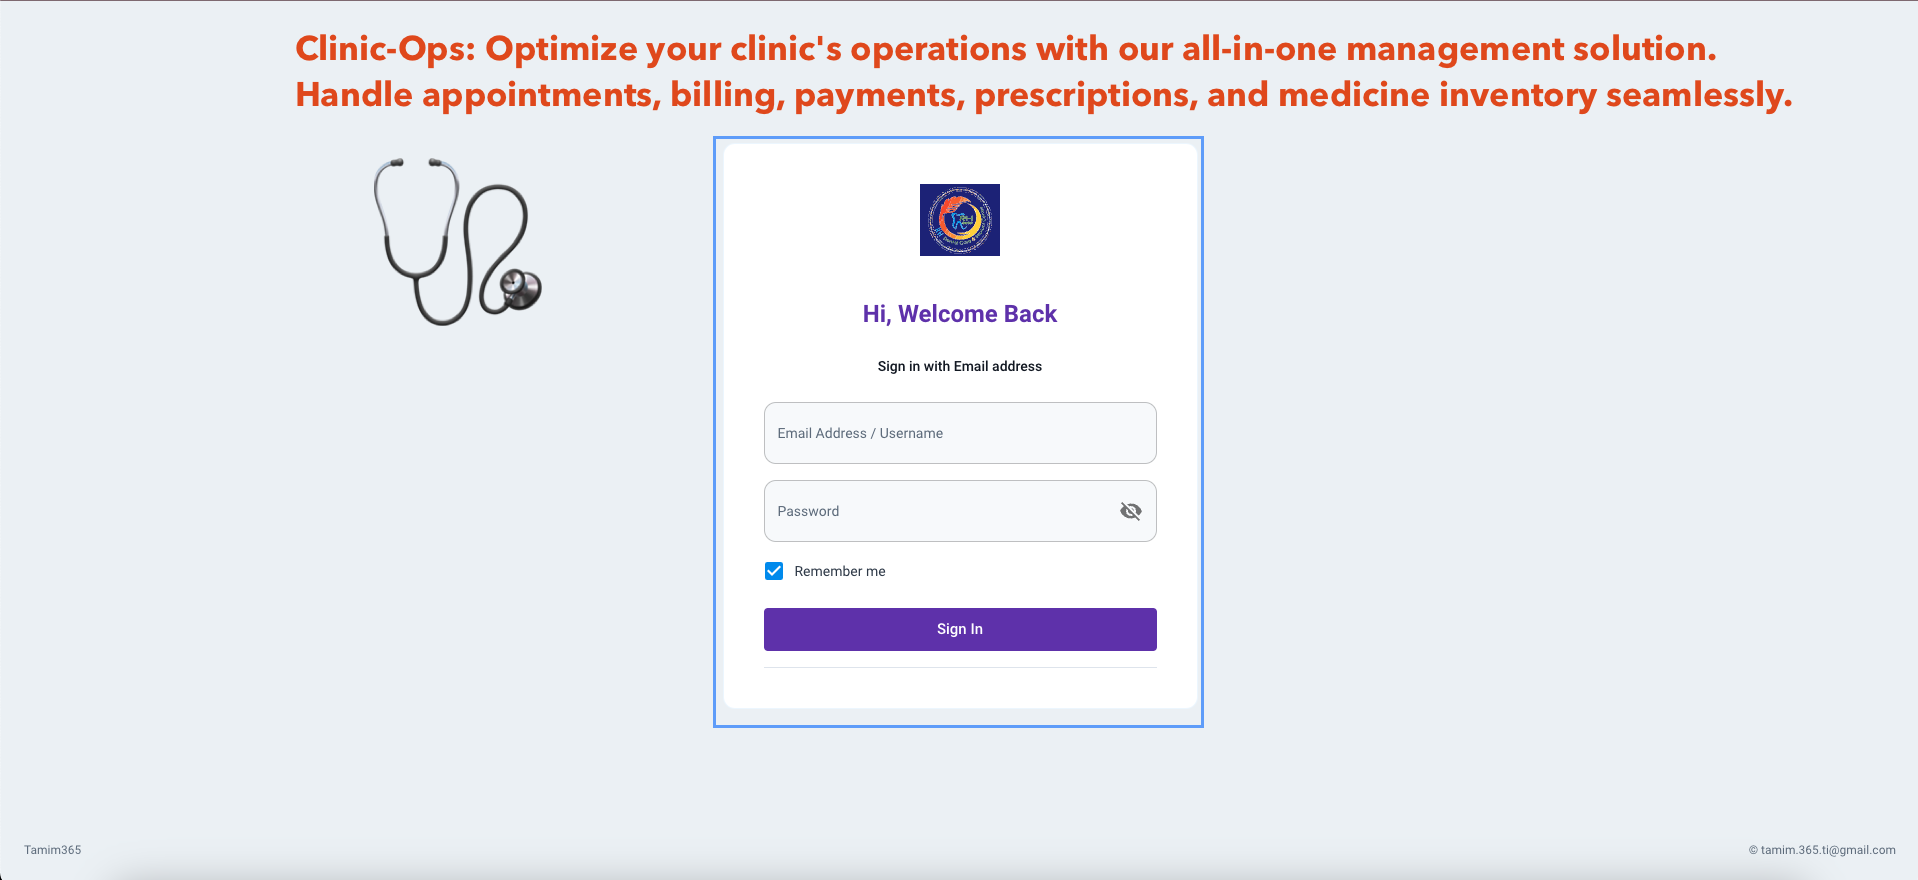 Clinic-Ops: Optimize your clinic's operations with our all-in-one management solution.
Handle appointments, billing, payments, prescriptions, and medicine inventory seamlessly.
Hi, Welcome Back
Sign in with Email address
Email Address / Username
Password
Remember me
Sign In
Tamim365
© tamim.365.ti@gmail.com